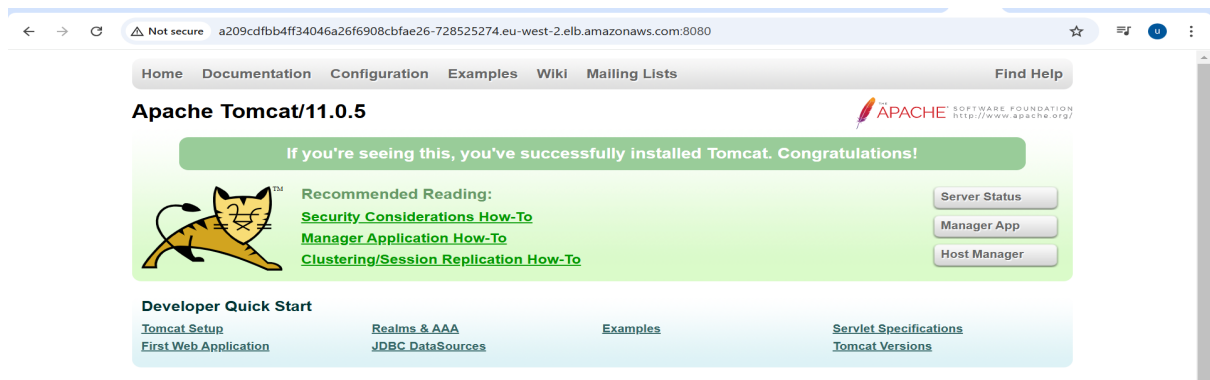 Not secure a209cdfbb4ff34046a26f6908cbfae26-728525274.eu-west-2.elb.amazonaws.com:8080 u
Home Documentation Configuration Examples Wiki Mailing Lists Find Help
Apache Tomcat/11.0.5
THE
APACHE™ SOFTWARE FOUNDATION
http://www.apache.org/
If you're seeing this, you've successfully installed Tomcat. Congratulations!
TM
Recommended Reading:
Security Considerations How-To
Manager Application How-To
Clustering/Session Replication How-To
Server Status
Manager App
Host Manager
Developer Quick Start
Tomcat Setup Realms & AAA Examples Servlet Specifications
First Web Application JDBC DataSources Tomcat Versions